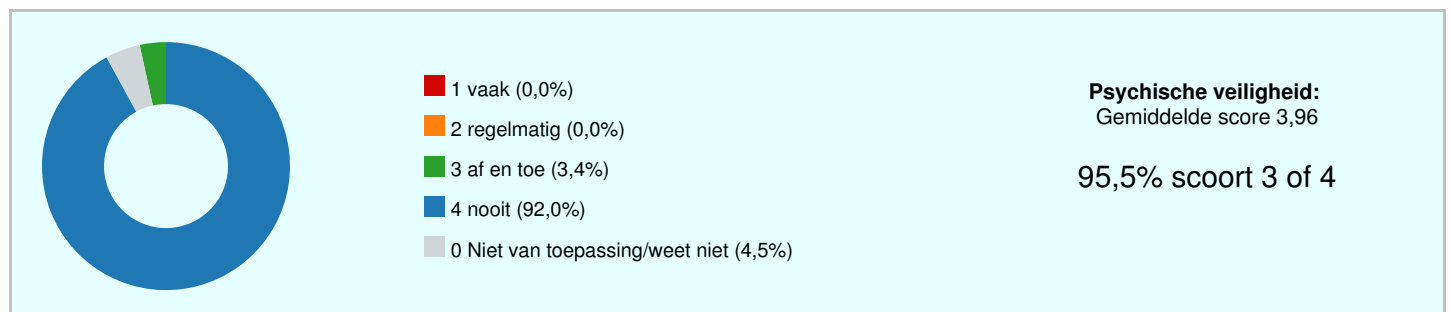 1 vaak (0,0%)
2 regelmatig (0,0%)
3 af en toe (3,4%)
4 nooit (92,0%)
0 Niet van toepassing/weet niet (4,5%)
Psychische veiligheid:
Gemiddelde score 3,96
95,5% scoort 3 of 4